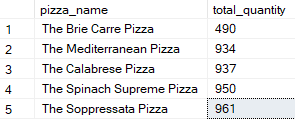 pizza_name total_quantity
1 The Brie Carre Pizza 490
2 The Mediterranean Pizza 934
3 The Calabrese Pizza 937
4 The Spinach Supreme Pizza 950
5 The Soppressata Pizza 961